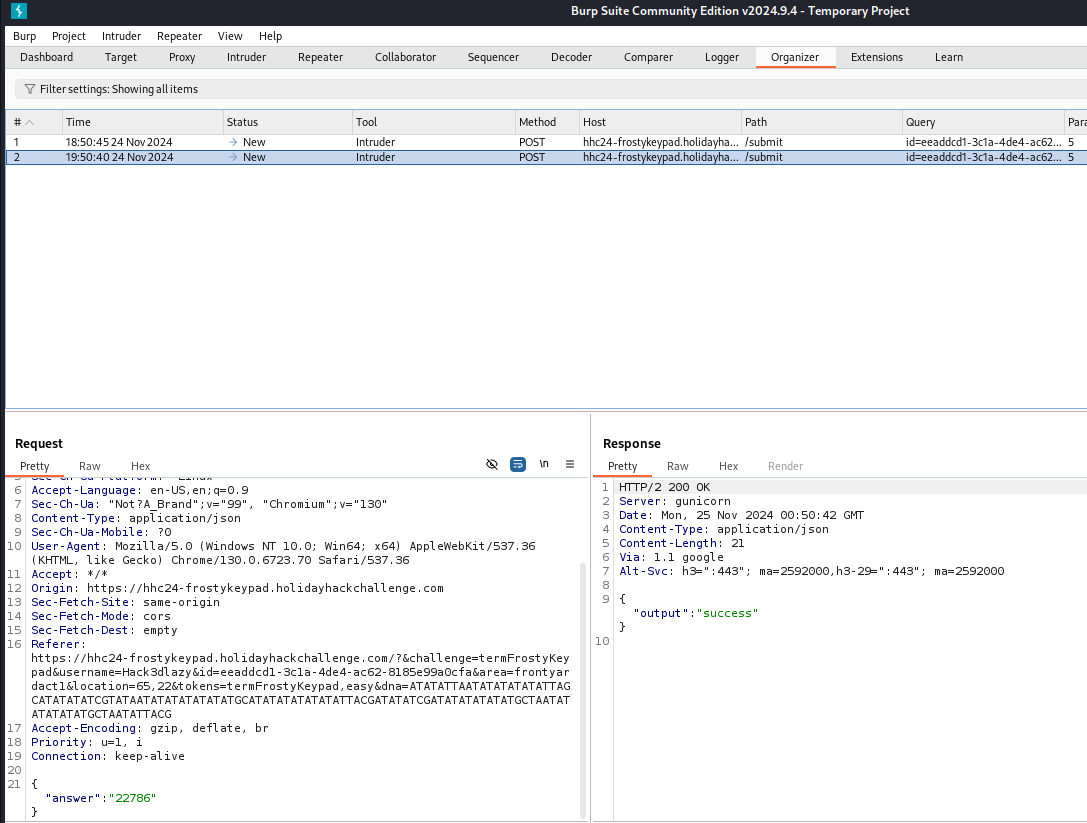 Burp Suite Community Edition v2024.9.4 - Temporary Project
Burp Project Intruder Repeater View Help
Dashboard Target Proxy Intruder Repeater Collaborator Sequencer Decoder Comparer Logger Organizer Extensions Learn
Filter settings: Showing all items
# Time Status Tool Method Host Path Query Para
1 18:50:45 24 Nov 2024 New Intruder POST hhc24-frostykeypad.holidayha... /submit id=eeaddcd1-3c1a-4de4-ac62... 5
2 19:50:40 24 Nov 2024 New Intruder POST hhc24-frostykeypad.holidayha... /submit id=eeaddcd1-3c1a-4de4-ac62... 5
Request
Pretty Raw Hex \n
6 Accept-Language: en-US,en;q=0.9
7 Sec-Ch-Ua: "Not?A_Brand";v="99", "Chromium";v="130"
8 Content-Type: application/json
9 Sec-Ch-Ua-Mobile: ?0
10 User-Agent: Mozilla/5.0 (Windows NT 10.0; Win64; x64) AppleWebKit/537.36
(KHTML, like Gecko) Chrome/130.0.6723.70 Safari/537.36
11 Accept: */*
12 Origin: https://hhc24-frostykeypad.holidayhackchallenge.com
13 Sec-Fetch-Site: same-origin
14 Sec-Fetch-Mode: cors
15 Sec-Fetch-Dest: empty
16 Referer:
https://hhc24-frostykeypad.holidayhackchallenge.com/?&challenge=termFrostyKey
pad&username=Hack3dlazy&id=eeaddcd1-3c1a-4de4-ac62-8185e99a0cfa&area=frontyar
dact1&location=65,22&tokens=termFrostyKeypad,easy&dna=ATATATTAATATATATATATATTAG
CATATATATATCGTATAATATATATATATATATGCATATATATATATATTACGATATATCGATATATATATATGCTAATAT
ATATATATGCTAATATTACG
17 Accept-Encoding: gzip, deflate, br
18 Priority: u=1, i
19 Connection: keep-alive
20
21 {
"answer":"22786"
}
Response
Pretty Raw Hex Render
1 HTTP/2 200 OK
2 Server: gunicorn
3 Date: Mon, 25 Nov 2024 00:50:42 GMT
4 Content-Type: application/json
5 Content-Length: 21
6 Via: 1.1 google
7 Alt-Svc: h3=":443"; ma=2592000,h3-29=":443"; ma=2592000
8
9 {
"output":"success"
}
10